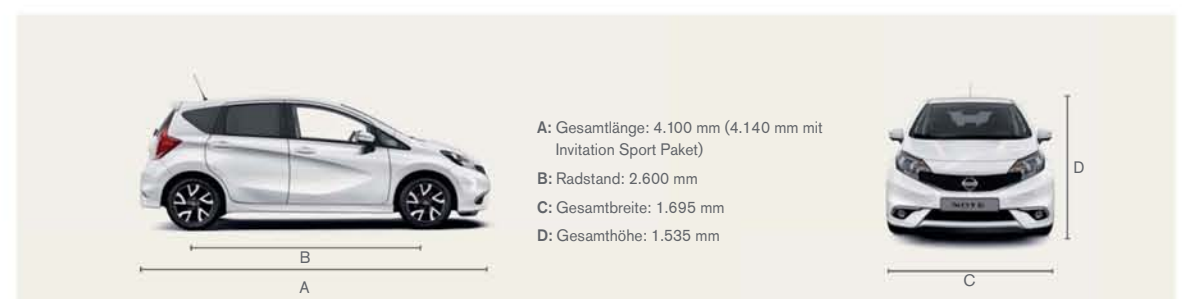 A: Gesamtlänge: 4.100 mm (4.140 mm mit
Invitation Sport Paket)
B: Radstand: 2.600 mm
C: Gesamtbreite: 1.695 mm
D: Gesamthöhe: 1.535 mm
B
A
NOTE
D
C